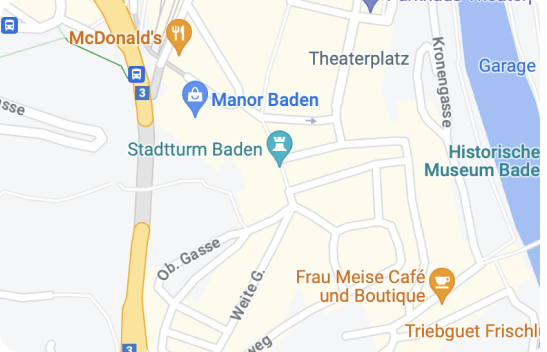 McDonald's
Theaterplatz
Kronengasse
Garage
3
Manor Baden
Stadtturm Baden
Historische
Museum Bade
Ob. Gasse
Weite G.
Frau Meise Café
und Boutique
Triebguet Frischlu
3